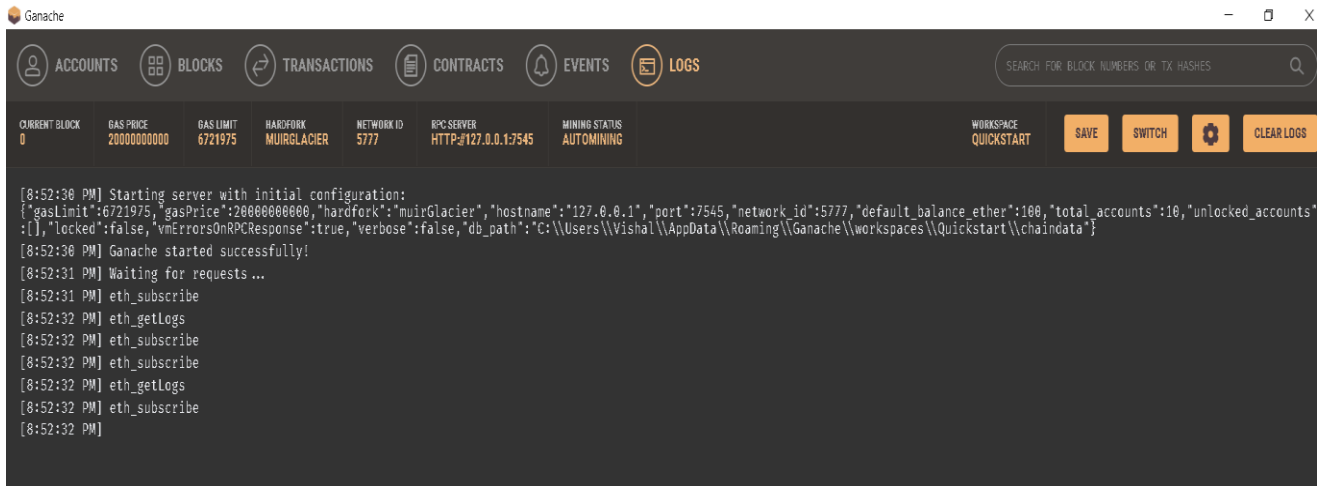 Ganache
ACCOUNTS BLOCKS TRANSACTIONS CONTRACTS EVENTS LOGS SEARCH FOR BLOCK NUMBERS OR TX HASHES
CURRENT BLOCK GAS PRICE GAS LIMIT HARDFORK NETWORK ID RPC SERVER MINING STATUS WORKSPACE
0 20000000000 6721975 MUIRGLACIER 5777 HTTP://127.0.0.1:7545 AUTOMINING QUICKSTART SAVE SWITCH CLEAR LOGS
[8:52:30 PM] Starting server with initial configuration:
{"gasLimit":6721975,"gasPrice":20000000000,"hardfork":"muirGlacier","hostname":"127.0.0.1","port":7545,"network_id":5777,"default_balance_ether":100,"total_accounts":10,"unlocked_accounts"
:[],"locked":false,"vmErrorsOnRPCResponse":true,"verbose":false,"db_path":"C:\\Users\\Vishal\\AppData\\Roaming\\Ganache\\workspaces\\Quickstart\\chaindata"}
[8:52:30 PM] Ganache started successfully!
[8:52:31 PM] Waiting for requests...
[8:52:31 PM] eth_subscribe
[8:52:32 PM] eth_getLogs
[8:52:32 PM] eth_subscribe
[8:52:32 PM] eth_subscribe
[8:52:32 PM] eth_getLogs
[8:52:32 PM] eth_subscribe
[8:52:32 PM]